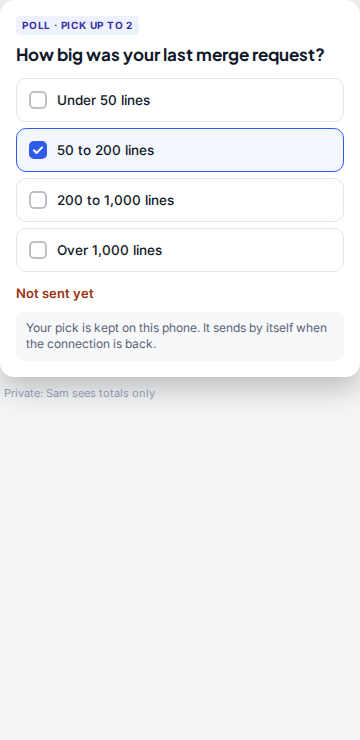 POLL · PICK UP TO 2
How big was your last merge request?
Under 50 lines
50 to 200 lines
200 to 1,000 lines
Over 1,000 lines
Not sent yet
Your pick is kept on this phone. It sends by itself when
the connection is back.
Private: Sam sees totals only